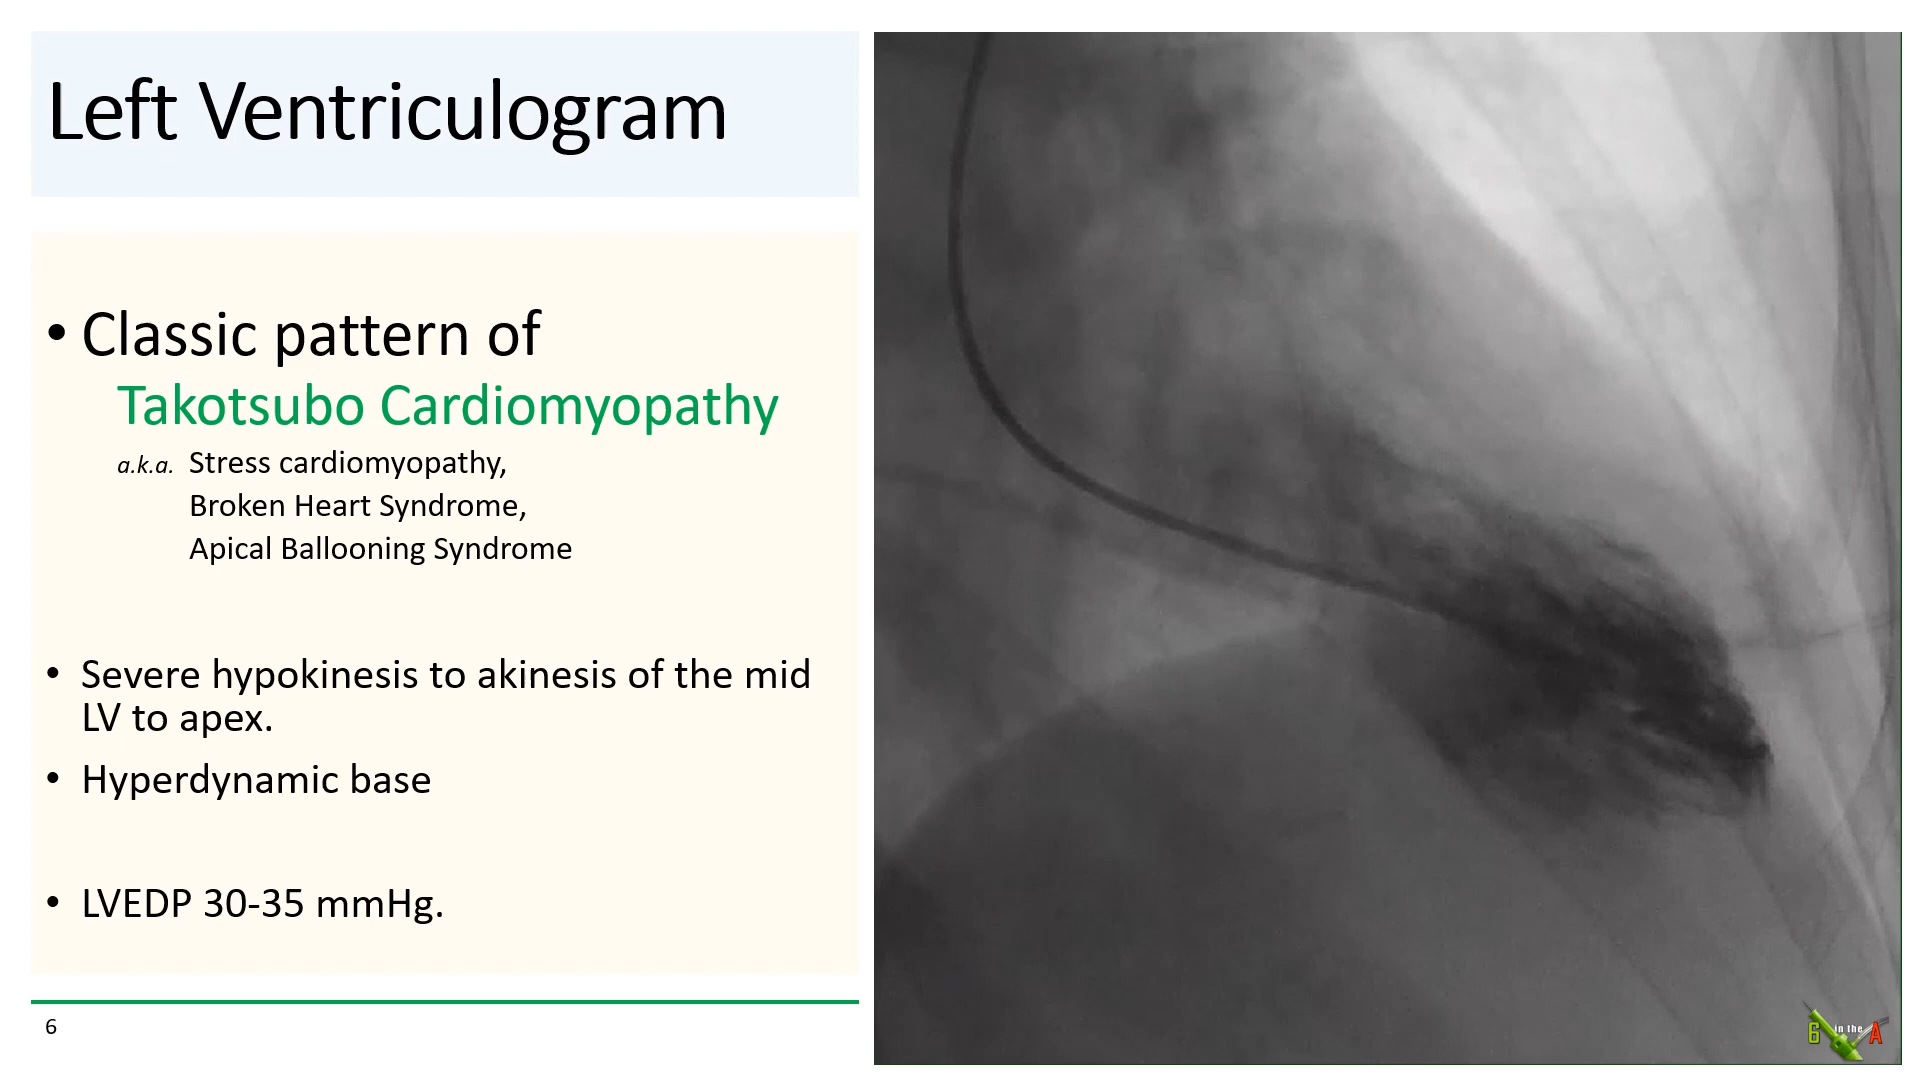 Left Ventriculogram
• Classic pattern of
Takotsubo Cardiomyopathy
a.k.a. Stress cardiomyopathy,
Broken Heart Syndrome,
Apical Ballooning Syndrome
• Severe hypokinesis to akinesis of the mid
LV to apex.
• Hyperdynamic base
• LVEDP 30-35 mmHg.
6
6 in the A